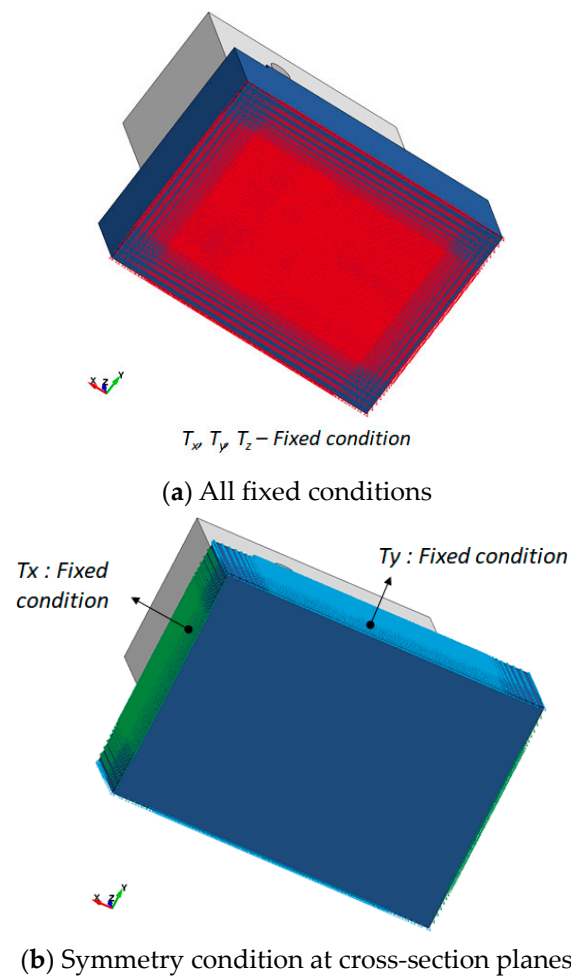 X Z Y
Tx, Ty, Tz – Fixed condition
(a) All fixed conditions
Tx : Fixed
condition
Ty : Fixed condition
X Z Y
(b) Symmetry condition at cross-section planes